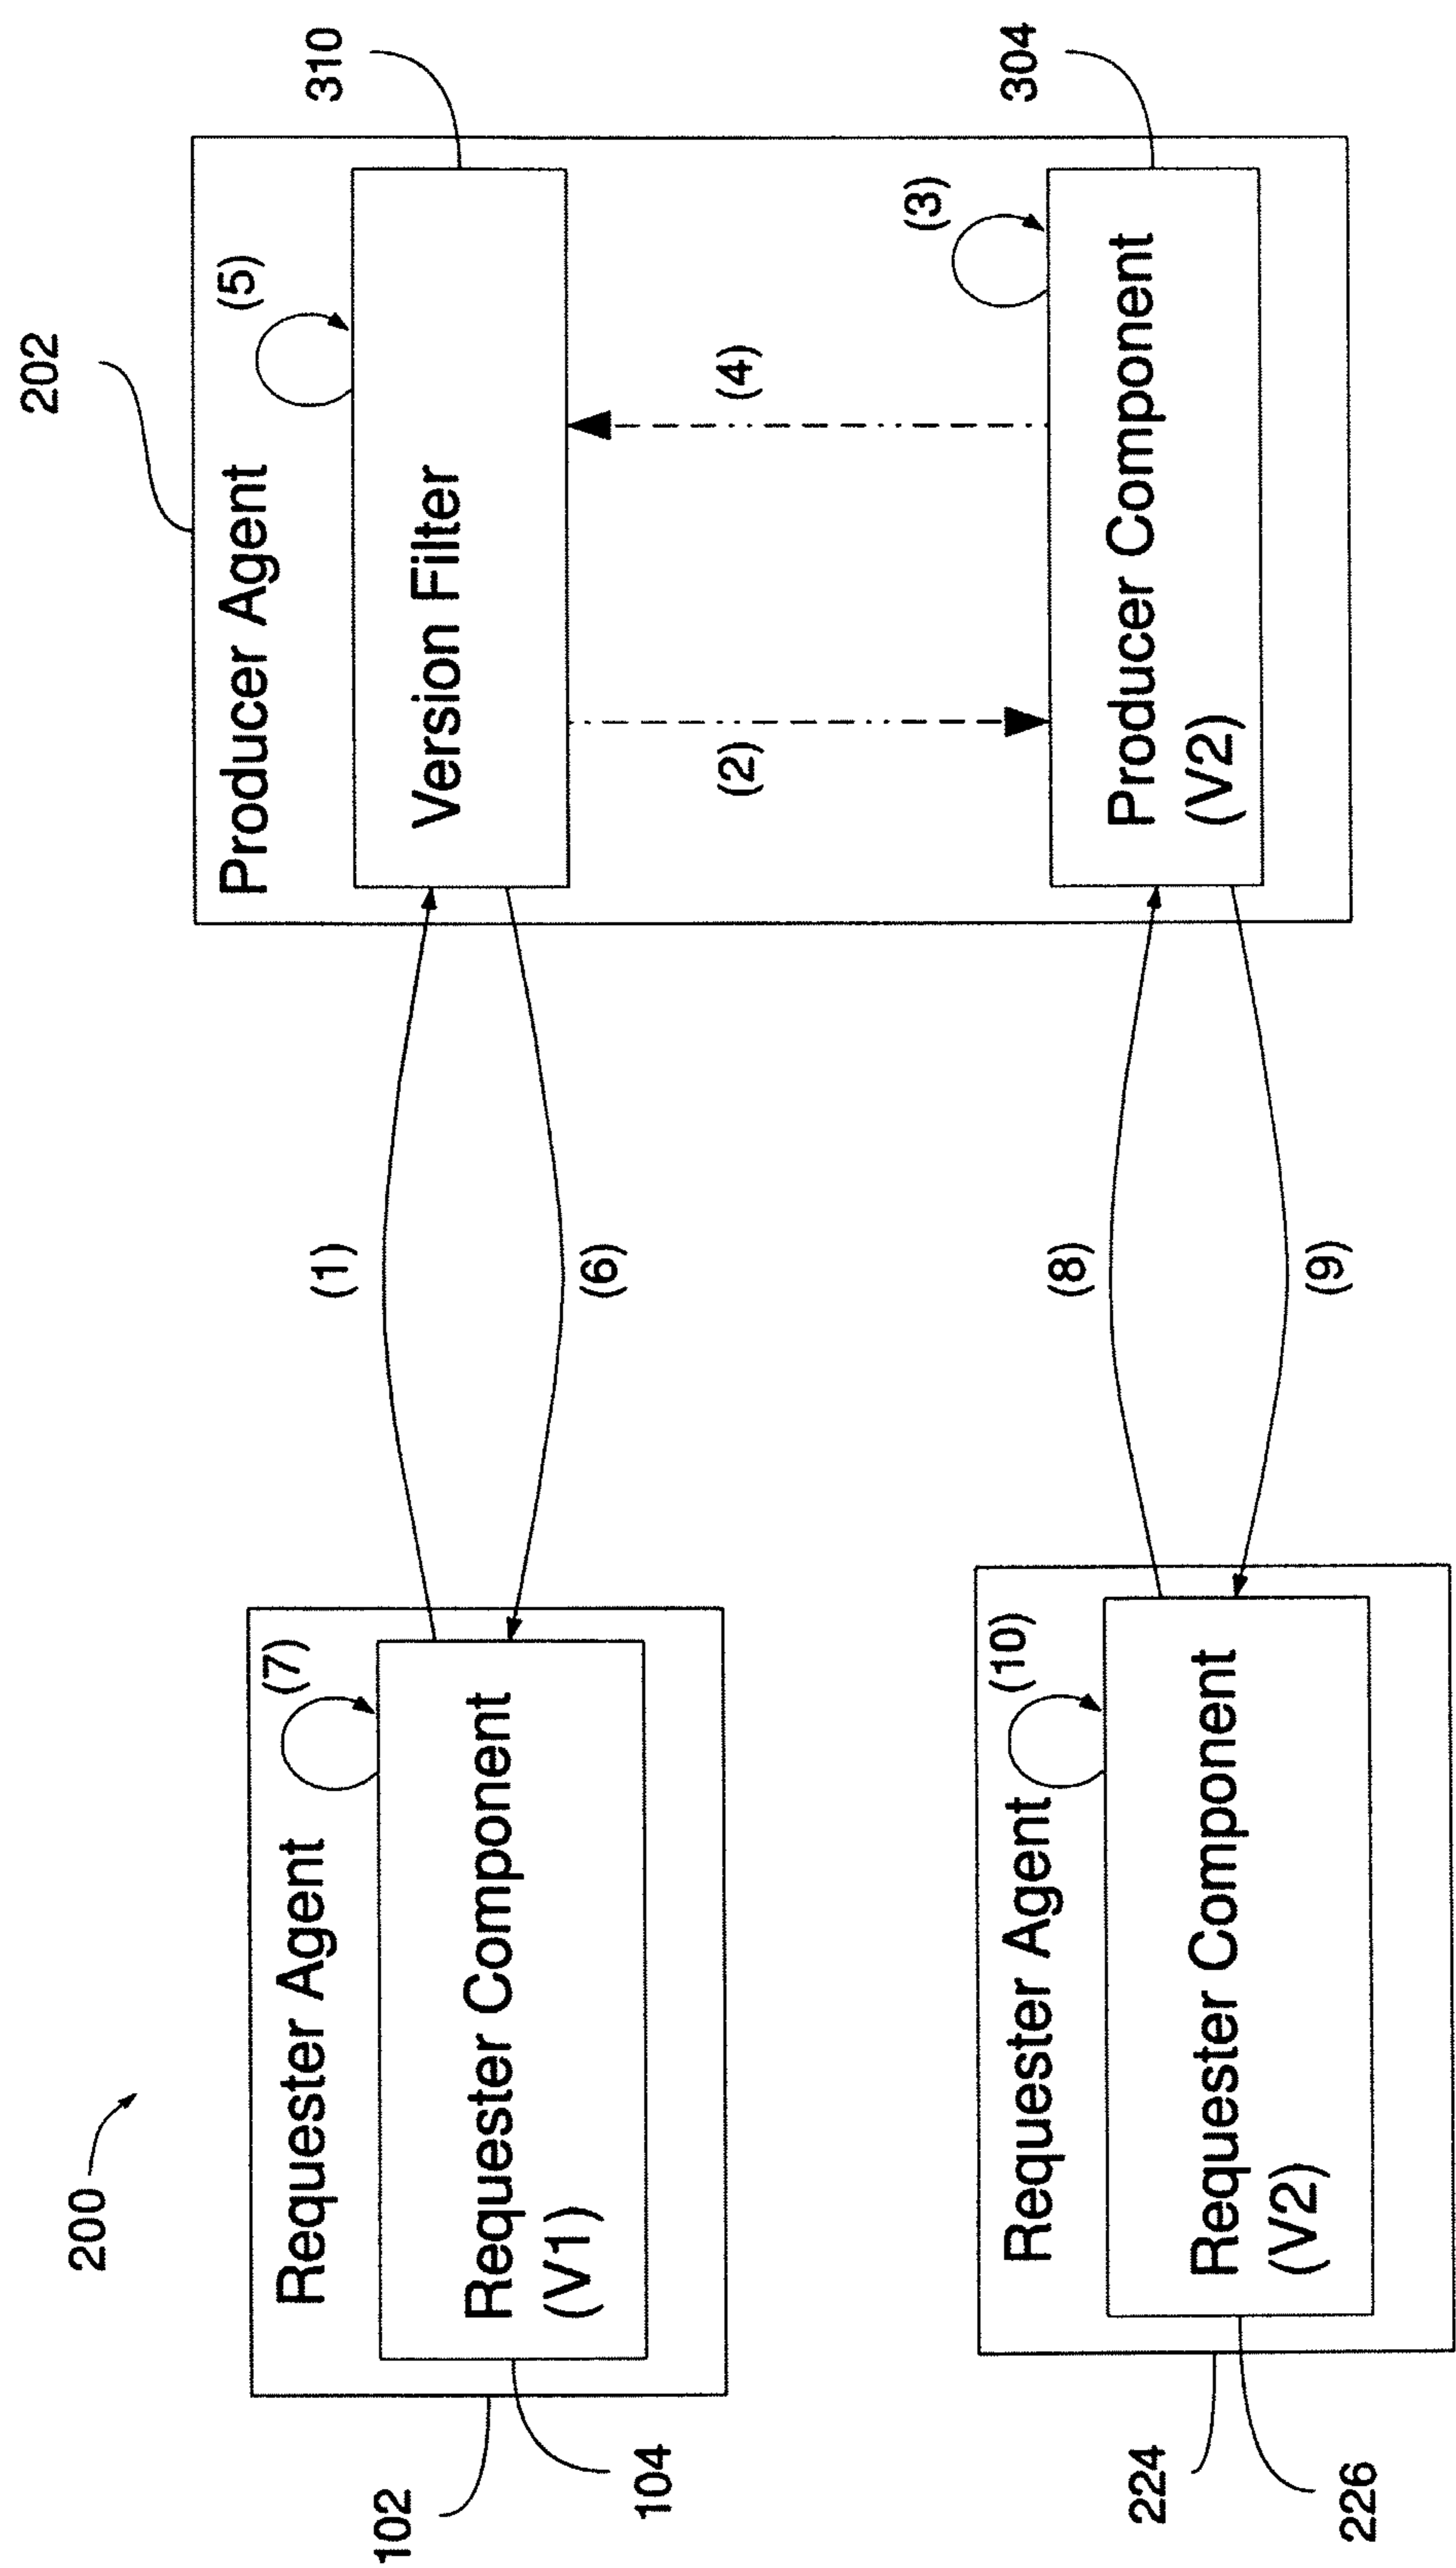 200
202
Requester Agent
(7)
Requester Component
(V1)
102
104
(1)
(6)
Producer Agent
(5)
Version Filter
310
(2)
(4)
(3)
Producer Component
(V2)
304
Requester Agent
(10)
Requester Component
(V2)
224
226
(8)
(9)